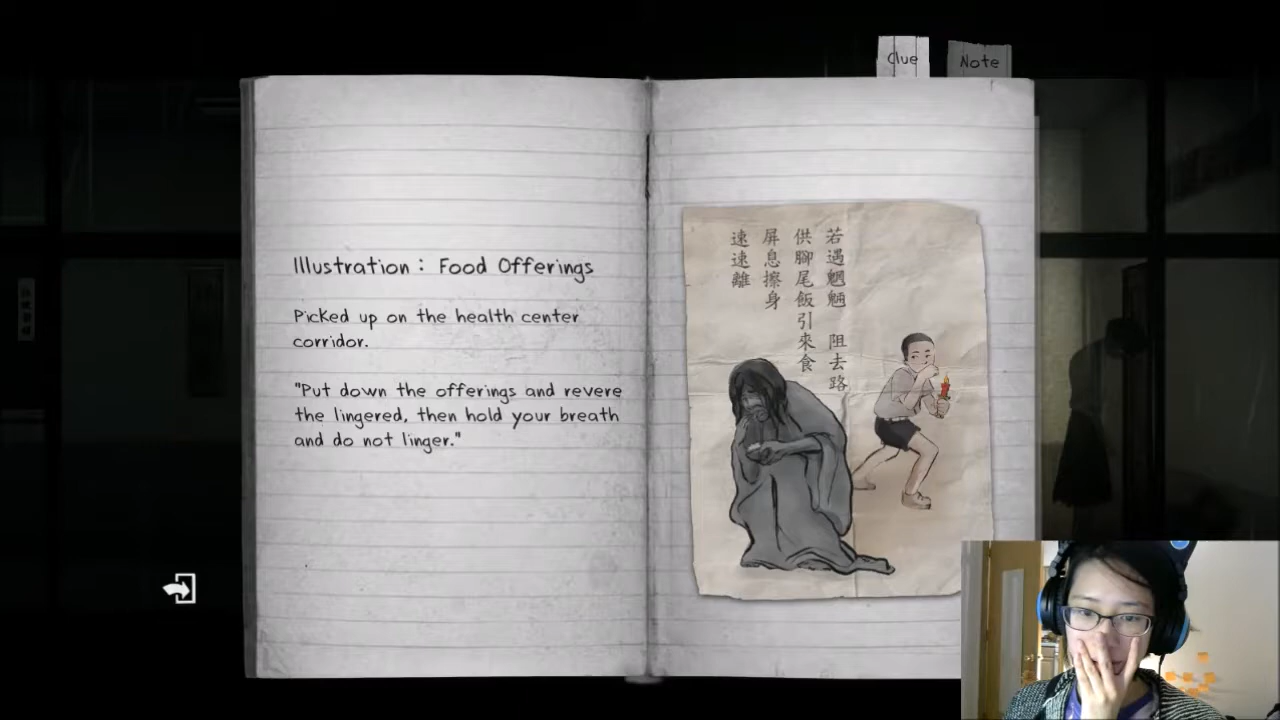 Clue
Note
Illustration : Food Offerings
Picked up on the health center
corridor.
"Put down the offerings and revere
the lingered, then hold your breath
and do not linger."
若遇魍魎　阻去路
供腳尾飯引來食
屏息擦身
速速離